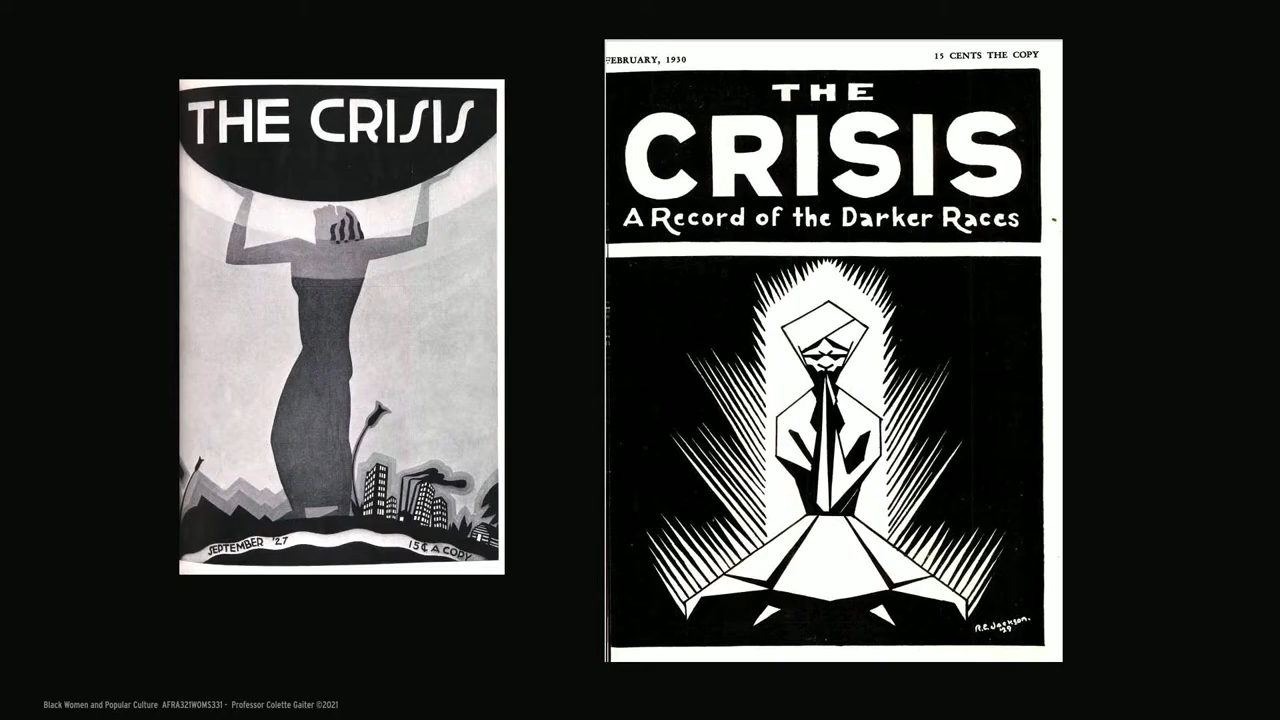 THE CRISIS
SEPTEMBER '27
15¢ A COPY
FEBRUARY, 1930
15 CENTS THE COPY
THE
CRISIS
A Record of the Darker Races
R.E. Jackson.
'29
Black Women and Popular Culture AFRA321WOMS331 - Professor Colette Gaiter ©2021